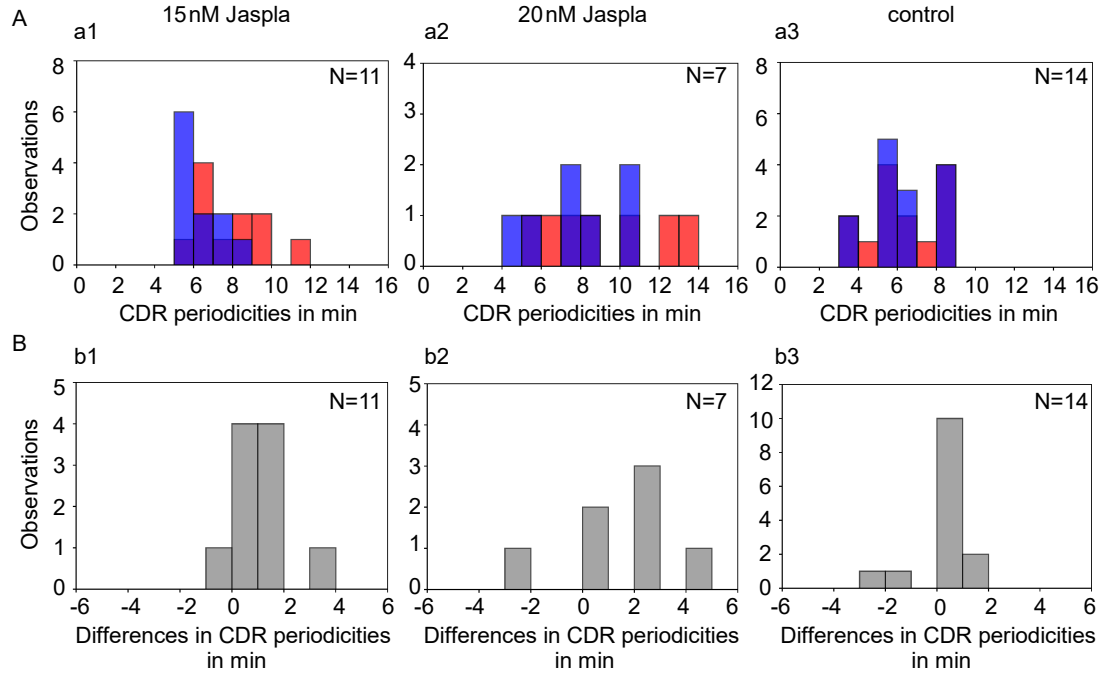 A
15nM Jaspla
20nM Jaspla
control
a1
a2
a3
N=11
N=7
N=14
Observations
8
6
4
2
0
4
3
2
1
0
8
6
4
2
0
0 2 4 6 8 10 12 14 16
0 2 4 6 8 10 12 14 16
0 2 4 6 8 10 12 14 16
CDR periodicities in min
CDR periodicities in min
CDR periodicities in min
B
b1
b2
b3
N=11
N=7
N=14
Observations
5
4
3
2
1
0
5
4
3
2
1
0
12
10
8
6
4
2
0
-6 -4 -2 0 2 4 6
-6 -4 -2 0 2 4 6
-6 -4 -2 0 2 4 6
Differences in CDR periodicities
in min
Differences in CDR periodicities
in min
Differences in CDR periodicities
in min